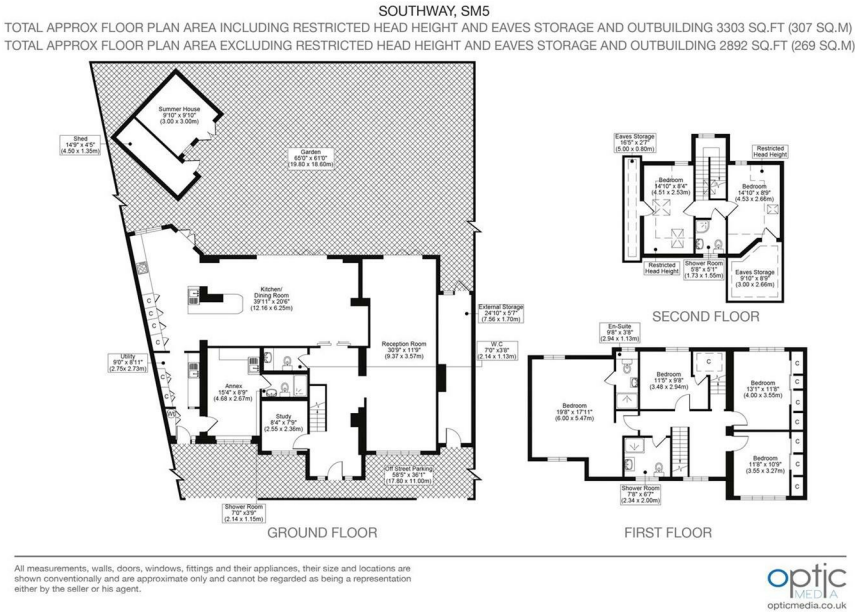 SOUTHWAY, SM5
TOTAL APPROX FLOOR PLAN AREA INCLUDING RESTRICTED HEAD HEIGHT AND EAVES STORAGE AND OUTBUILDING 3303 SQ.FT (307 SQ.M)
TOTAL APPROX FLOOR PLAN AREA EXCLUDING RESTRICTED HEAD HEIGHT AND EAVES STORAGE AND OUTBUILDING 2892 SQ.FT (269 SQ.M)
Summer House
9'10" x 9'10"
(3.00 x 3.00m)
Shed
14'9" x 4'5"
(4.50 x 1.35m)
Garden
65'0" x 61'0"
(19.80 x 18.60m)
Kitchen/
Dining Room
39'11" x 20'6"
(12.16 x 6.25m)
Reception Room
30'9" x 11'9"
(9.37 x 3.57m)
External Storage
24'10" x 5'7"
(7.56 x 1.70m)
W.C
7'0" x 3'8"
(2.14 x 1.13m)
Utility
9'0" x 8'11"
(2.75 x 2.73m)
Annex
15'4" x 8'9"
(4.68 x 2.67m)
Study
8'4" x 7'9"
(2.55 x 2.36m)
Off Street Parking
58'5" x 36'1"
(17.80 x 11.00m)
Shower Room
7'0" x 3'9"
(2.14 x 1.15m)
GROUND FLOOR
Eaves Storage
16'5" x 2'7"
(5.00 x 0.80m)
Restricted
Head Height
Bedroom
14'10" x 8'4"
(4.51 x 2.53m)
Bedroom
14'10" x 8'9"
(4.53 x 2.66m)
Restricted
Head Height
Shower Room
5'8" x 5'1"
(1.73 x 1.55m)
Eaves Storage
9'10" x 8'9"
(3.00 x 2.66m)
SECOND FLOOR
En-Suite
9'8" x 3'8"
(2.94 x 1.13m)
Bedroom
19'8" x 17'11"
(6.00 x 5.47m)
Bedroom
11'5" x 9'8"
(3.48 x 2.94m)
Bedroom
13'1" x 11'8"
(4.00 x 3.55m)
Bedroom
11'8" x 10'9"
(3.55 x 3.27m)
Shower Room
7'8" x 6'7"
(2.34 x 2.00m)
C
C
C
C
C
C
C
FIRST FLOOR
All measurements, walls, doors, windows, fittings and their appliances, their size and locations are
shown conventionally and are approximate only and cannot be regarded as being a representation
either by the seller or his agent.
optic
MEDIA
opticmedia.co.uk